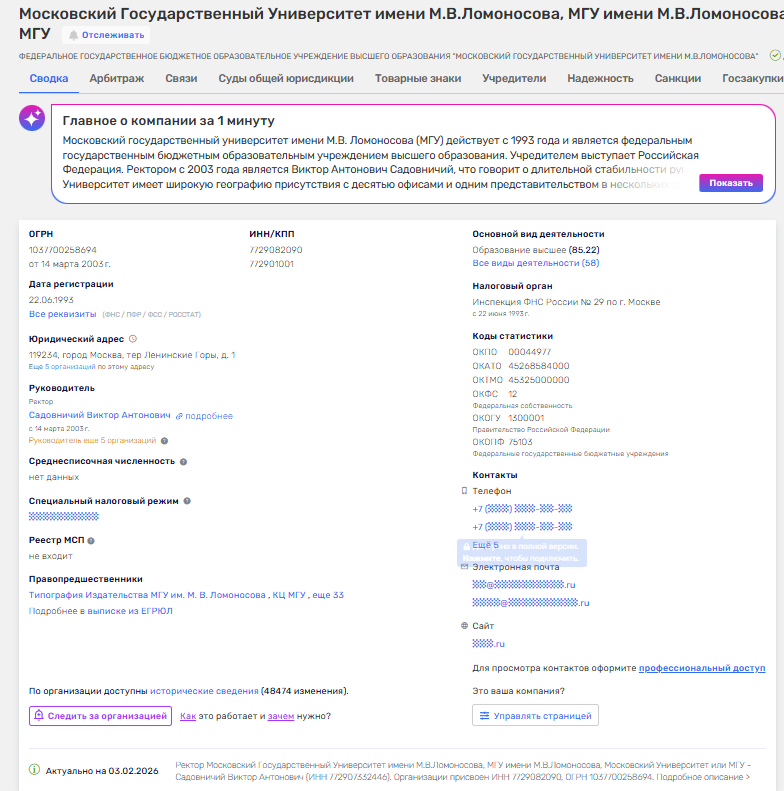 Московский Государственный Университет имени М.В.Ломоносова, МГУ имени М.В.Ломоносова
МГУ Отслеживать
ФЕДЕРАЛЬНОЕ ГОСУДАРСТВЕННОЕ БЮДЖЕТНОЕ ОБРАЗОВАТЕЛЬНОЕ УЧРЕЖДЕНИЕ ВЫСШЕГО ОБРАЗОВАНИЯ "МОСКОВСКИЙ ГОСУДАРСТВЕННЫЙ УНИВЕРСИТЕТ ИМЕНИ М.В.ЛОМОНОСОВА"
Сводка Арбитраж Связи Суды общей юрисдикции Товарные знаки Учредители Надежность Санкции Госзакупки
Главное о компании за 1 минуту
Московский государственный университет имени М.В. Ломоносова (МГУ) действует с 1993 года и является федеральным
государственным бюджетным образовательным учреждением высшего образования. Учредителем выступает Российская
Федерация. Ректором с 2003 года является Виктор Антонович Садовничий, что говорит о длительной стабильности
Университет имеет широкую географию присутствия с десятью офисами и одним представительством в нескольких
Показать
ОГРН
1037700258694
от 14 марта 2003 г.
ИНН/КПП
7729082090
772901001
Дата регистрации
22.06.1993
Все реквизиты (ФНС / ПФР / ФСС / РОССТАТ)
Юридический адрес
119234, город Москва, тер Ленинские Горы, д. 1
Еще 5 организаций по этому адресу
Руководитель
Ректор
Садовничий Виктор Антонович подробнее
с 14 марта 2003 г.
Руководитель еще 5 организаций
Среднесписочная численность
нет данных
Специальный налоговый режим
Реестр МСП
не входит
Правопредшественники
Типография Издательства МГУ им. М. В. Ломоносова , КЦ МГУ , еще 33
Подробнее в выписке из ЕГРЮЛ
Основной вид деятельности
Образование высшее (85.22)
Все виды деятельности (58)
Налоговый орган
Инспекция ФНС России № 29 по г. Москве
с 22 июня 1993 г.
Коды статистики
ОКПО 00044977
ОКАТО 45268584000
ОКТМО 45325000000
ОКФС 12
Федеральная собственность
ОКОГУ 1300001
Правительство Российской Федерации
ОКОПФ 75103
Федеральные государственные бюджетные учреждения
Контакты
Телефон
+7
+7
Ещё 5
в полной версии.
Нажмите, чтобы подключить.
Электронная почта
@ .ru
@ .ru
Сайт
.ru
Для просмотра контактов оформите профессиональный доступ
По организации доступны исторические сведения (48474 изменения).
Следить за организацией Как это работает и зачем нужно?
Это ваша компания?
Управлять страницей
Актуально на 03.02.2026
Ректор Московский Государственный Университет имени М.В.Ломоносова, МГУ имени М.В.Ломоносова, Московский Университет или МГУ -
Садовничий Виктор Антонович (ИНН 772907332446). Организации присвоен ИНН 7729082090, ОГРН 1037700258694. Подробное описание >